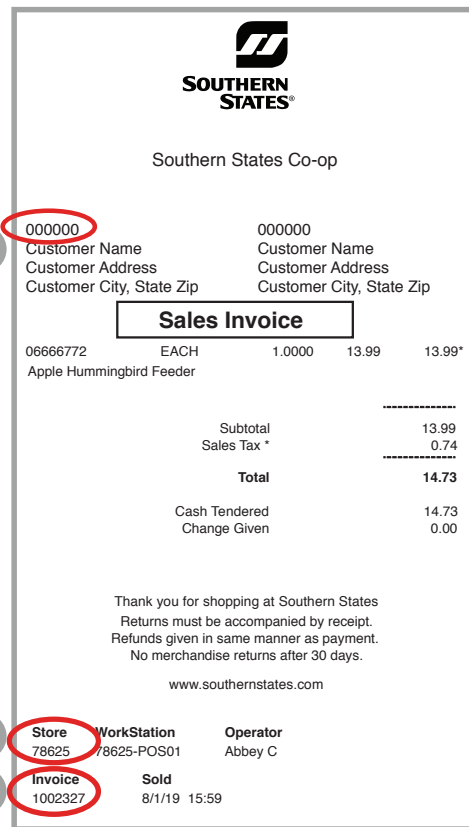 SOUTHERN
STATES®
Southern States Co-op
000000 000000
Customer Name Customer Name
Customer Address Customer Address
Customer City, State Zip Customer City, State Zip
Sales Invoice
06666772 EACH 1.0000 13.99 13.99*
Apple Hummingbird Feeder
Subtotal 13.99
Sales Tax * 0.74
Total 14.73
Cash Tendered 14.73
Change Given 0.00
Thank you for shopping at Southern States
Returns must be accompanied by receipt.
Refunds given in same manner as payment.
No merchandise returns after 30 days.
www.southernstates.com
Store WorkStation Operator
78625 78625-POS01 Abbey C
Invoice Sold
1002327 8/1/19 15:59